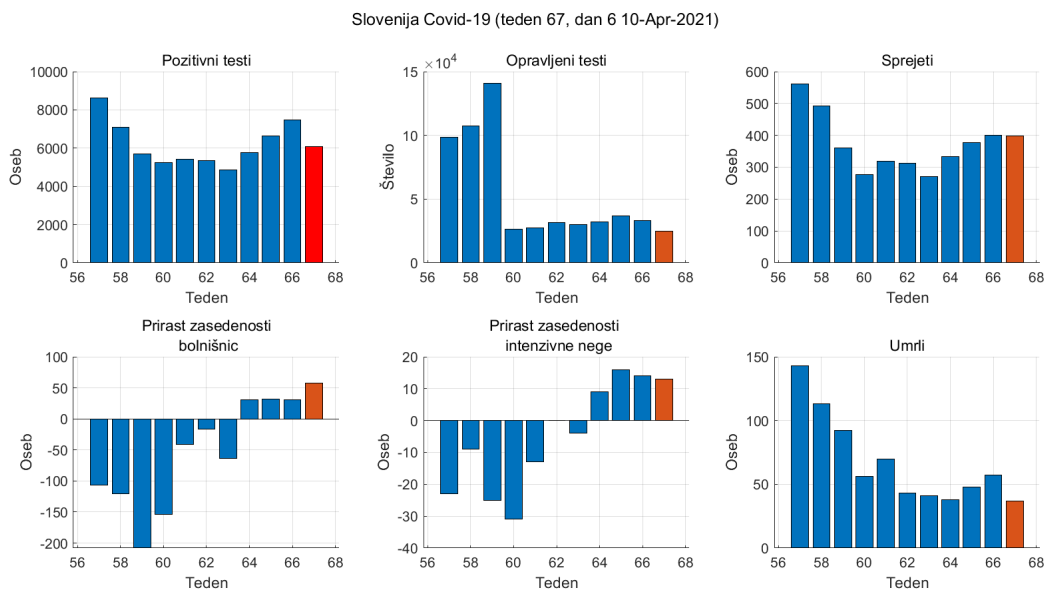 Slovenija Covid-19 (teden 67, dan 6 10-Apr-2021)
Pozitivni testi
10000
8000
6000
4000
2000
0
Oseb
56 58 60 62 64 66 68
Teden
Opravljeni testi
×10⁴
15
10
5
0
Število
56 58 60 62 64 66 68
Teden
Sprejeti
600
500
400
300
200
100
0
Oseb
56 58 60 62 64 66 68
Teden
Prirast zasedenosti
bolnišnic
100
50
0
-50
-100
-150
-200
Oseb
56 58 60 62 64 66 68
Teden
Prirast zasedenosti
intenzivne nege
20
10
0
-10
-20
-30
-40
Oseb
56 58 60 62 64 66 68
Teden
Umrli
150
100
50
0
Oseb
56 58 60 62 64 66 68
Teden